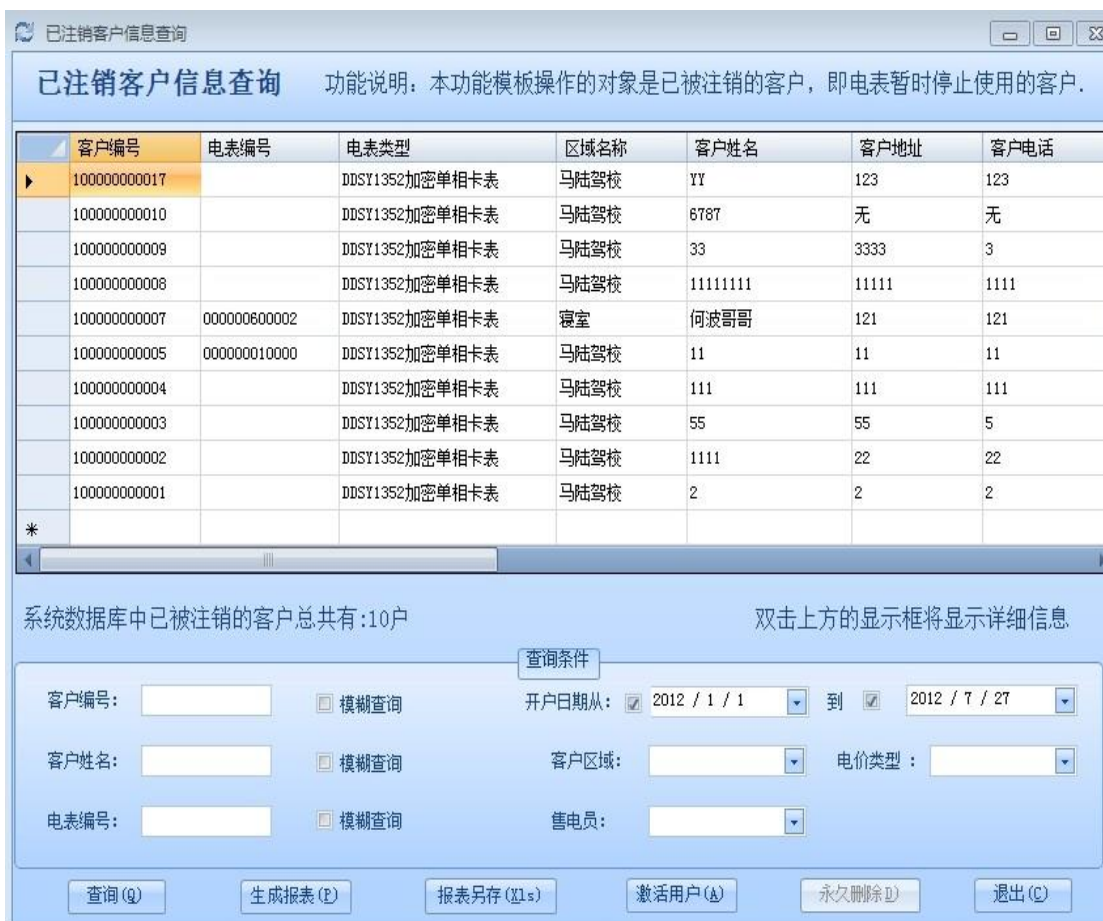 已注销客户信息查询
已注销客户信息查询 功能说明：本功能模板操作的对象是已被注销的客户，即电表暂时停止使用的客户.
客户编号 电表编号 电表类型 区域名称 客户姓名 客户地址 客户电话
100000000017 DDSY1352加密单相卡表 马陆驾校 YY 123 123
100000000010 DDSY1352加密单相卡表 马陆驾校 6787 无 无
100000000009 DDSY1352加密单相卡表 马陆驾校 33 3333 3
100000000008 DDSY1352加密单相卡表 马陆驾校 11111111 11111 1111
100000000007 000000600002 DDSY1352加密单相卡表 寝室 何波哥哥 121 121
100000000005 000000010000 DDSY1352加密单相卡表 马陆驾校 11 11 11
100000000004 DDSY1352加密单相卡表 马陆驾校 111 111 111
100000000003 DDSY1352加密单相卡表 马陆驾校 55 55 5
100000000002 DDSY1352加密单相卡表 马陆驾校 1111 22 22
100000000001 DDSY1352加密单相卡表 马陆驾校 2 2 2
系统数据库中已被注销的客户总共有:10户 双击上方的显示框将显示详细信息
查询条件
客户编号: 模糊查询 开户日期从: 2012 / 1 / 1 到 2012 / 7 / 27
客户姓名: 模糊查询 客户区域: 电价类型 :
电表编号: 模糊查询 售电员:
查询(Q) 生成报表(P) 报表另存(Xls) 激活用户(A) 永久删除D) 退出(C)